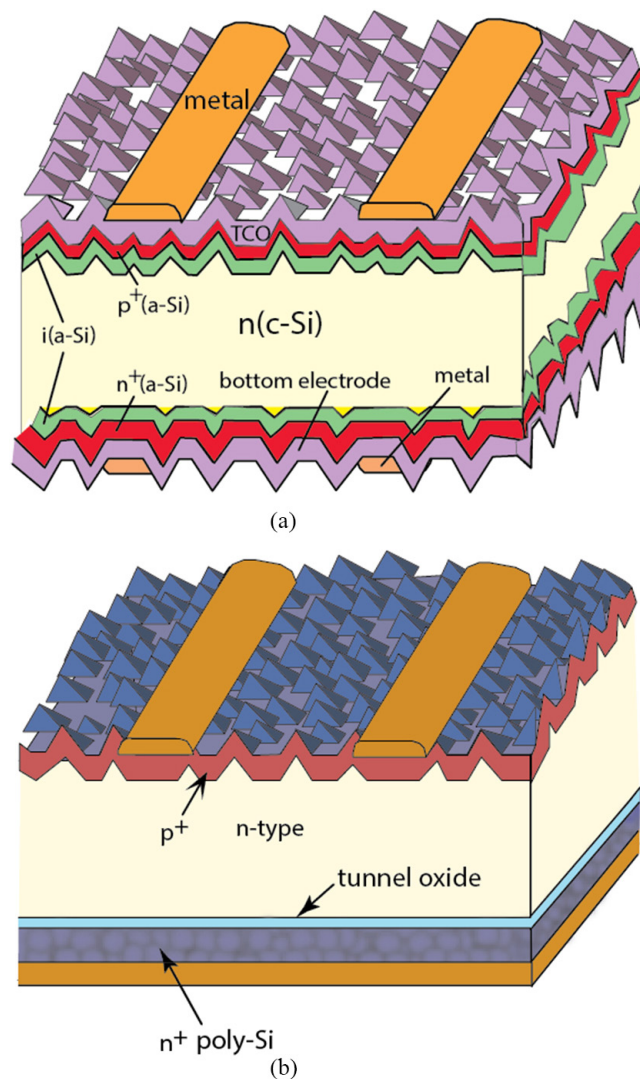 metal
TCO
p⁺(a-Si)
n(c-Si)
i(a-Si)
n⁺(a-Si)
bottom electrode
metal
(a)
p⁺
n-type
tunnel oxide
n⁺ poly-Si
(b)